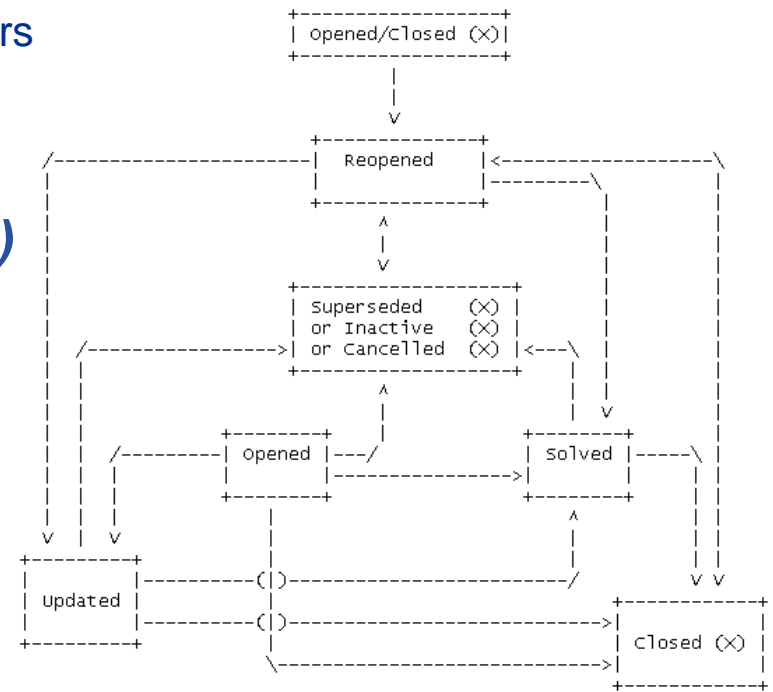 rs
Opened/Closed (X)
Reopened
)
Superseded (X)
or Inactive (X)
or Cancelled (X)
Opened
Solved
Updated
Closed (X)